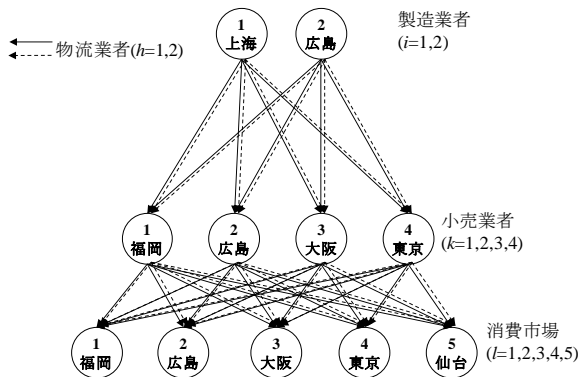 1
上海
2
広島
製造業者
(i=1,2)
物流業者(h=1,2)
1
福岡
2
広島
3
大阪
4
東京
小売業者
(k=1,2,3,4)
1
福岡
2
広島
3
大阪
4
東京
5
仙台
消費市場
(l=1,2,3,4,5)